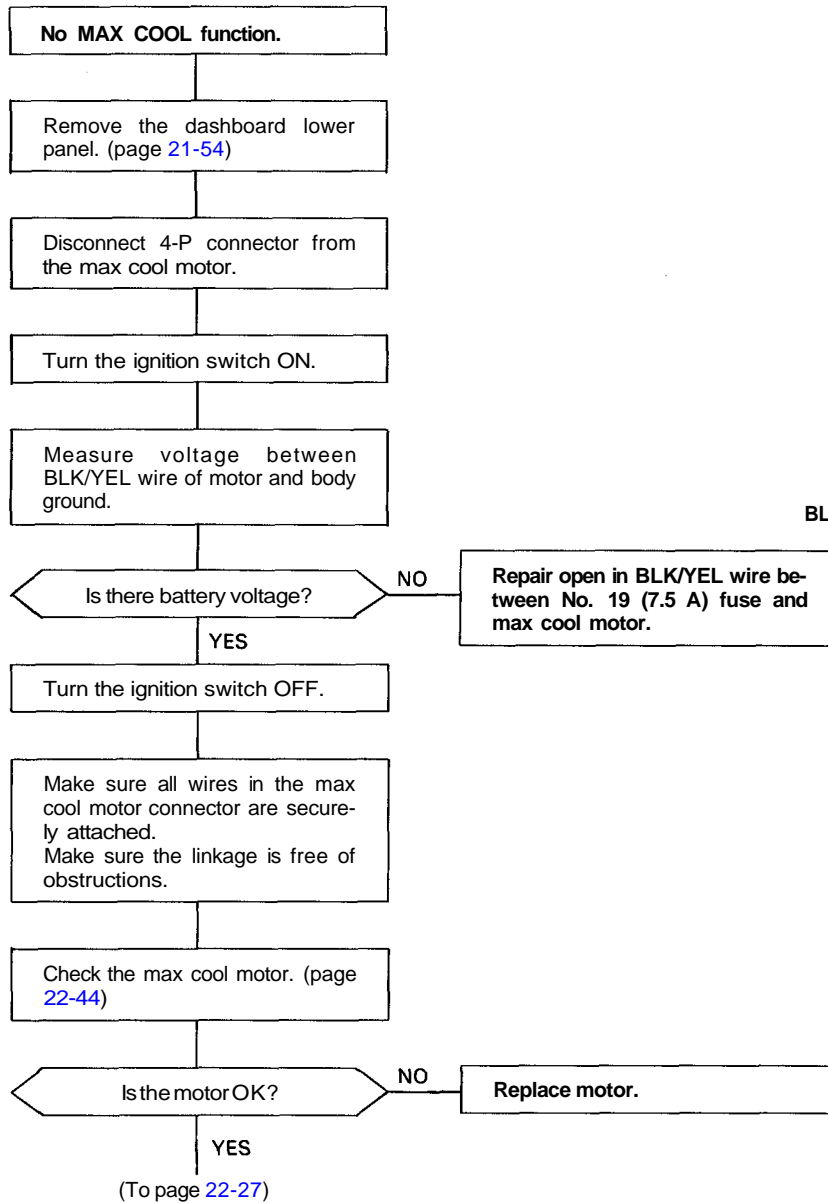 No MAX COOL function.
Remove the dashboard lower
panel. (page 21-54)
Disconnect 4-P connector from
the max cool motor.
Turn the ignition switch ON.
Measure voltage between
BLK/YEL wire of motor and body
ground.
BL
Is there battery voltage?
NO
Repair open in BLK/YEL wire be-
tween No. 19 (7.5 A) fuse and
max cool motor.
YES
Turn the ignition switch OFF.
Make sure all wires in the max
cool motor connector are secure-
ly attached.
Make sure the linkage is free of
obstructions.
Check the max cool motor. (page
22-44)
Is the motor OK?
NO
Replace motor.
YES
(To page 22-27)